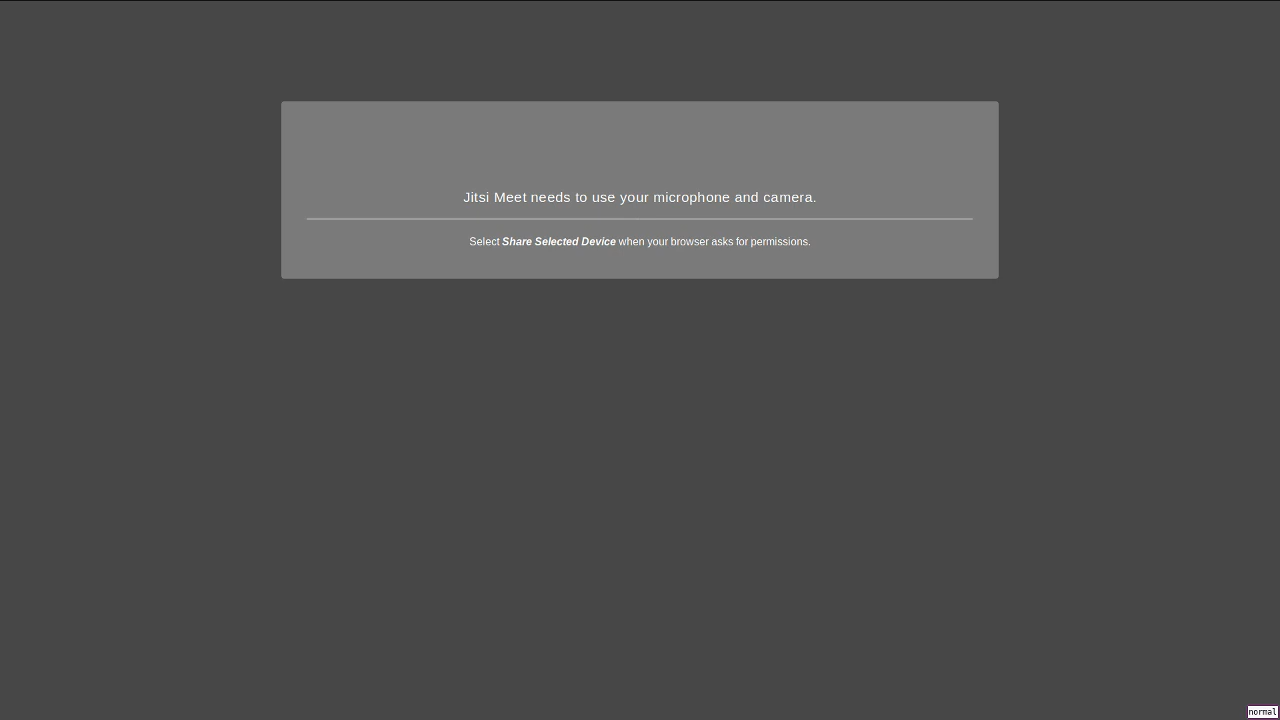 Jitsi Meet needs to use your microphone and camera.
Select Share Selected Device when your browser asks for permissions.
normal